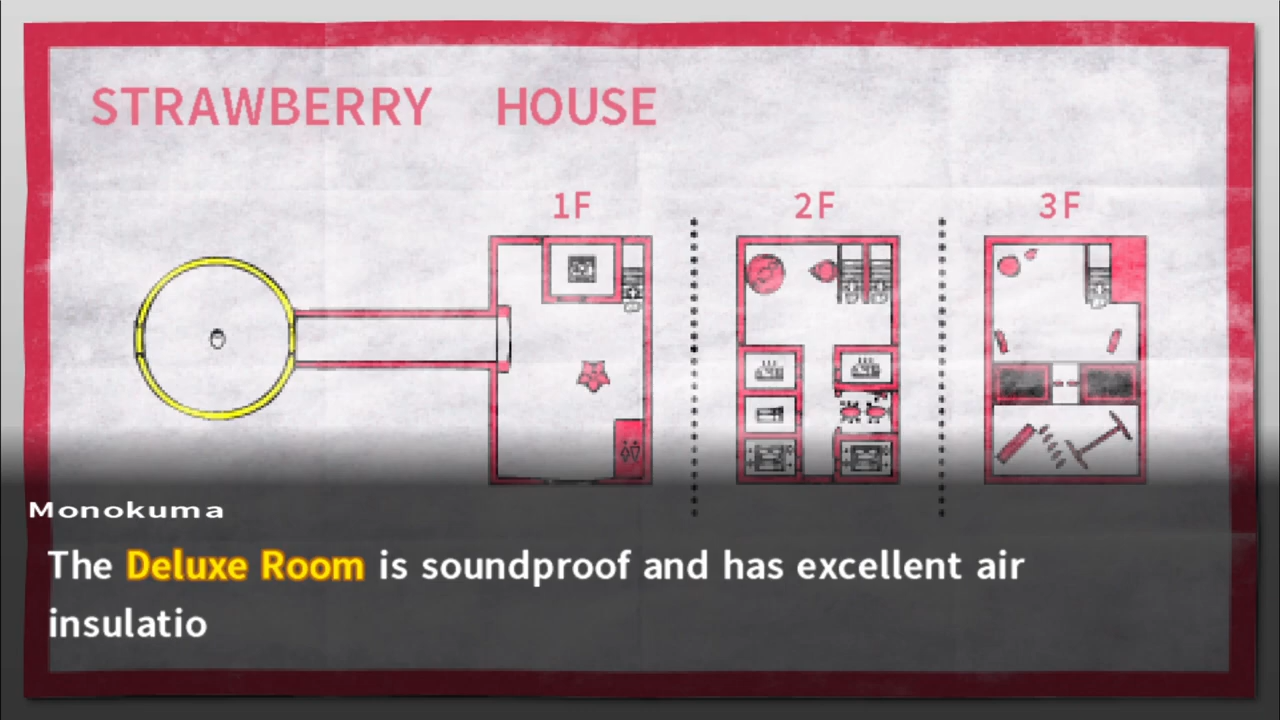 STRAWBERRY HOUSE
1F 2F 3F
Monokuma
The Deluxe Room is soundproof and has excellent air
insulatio